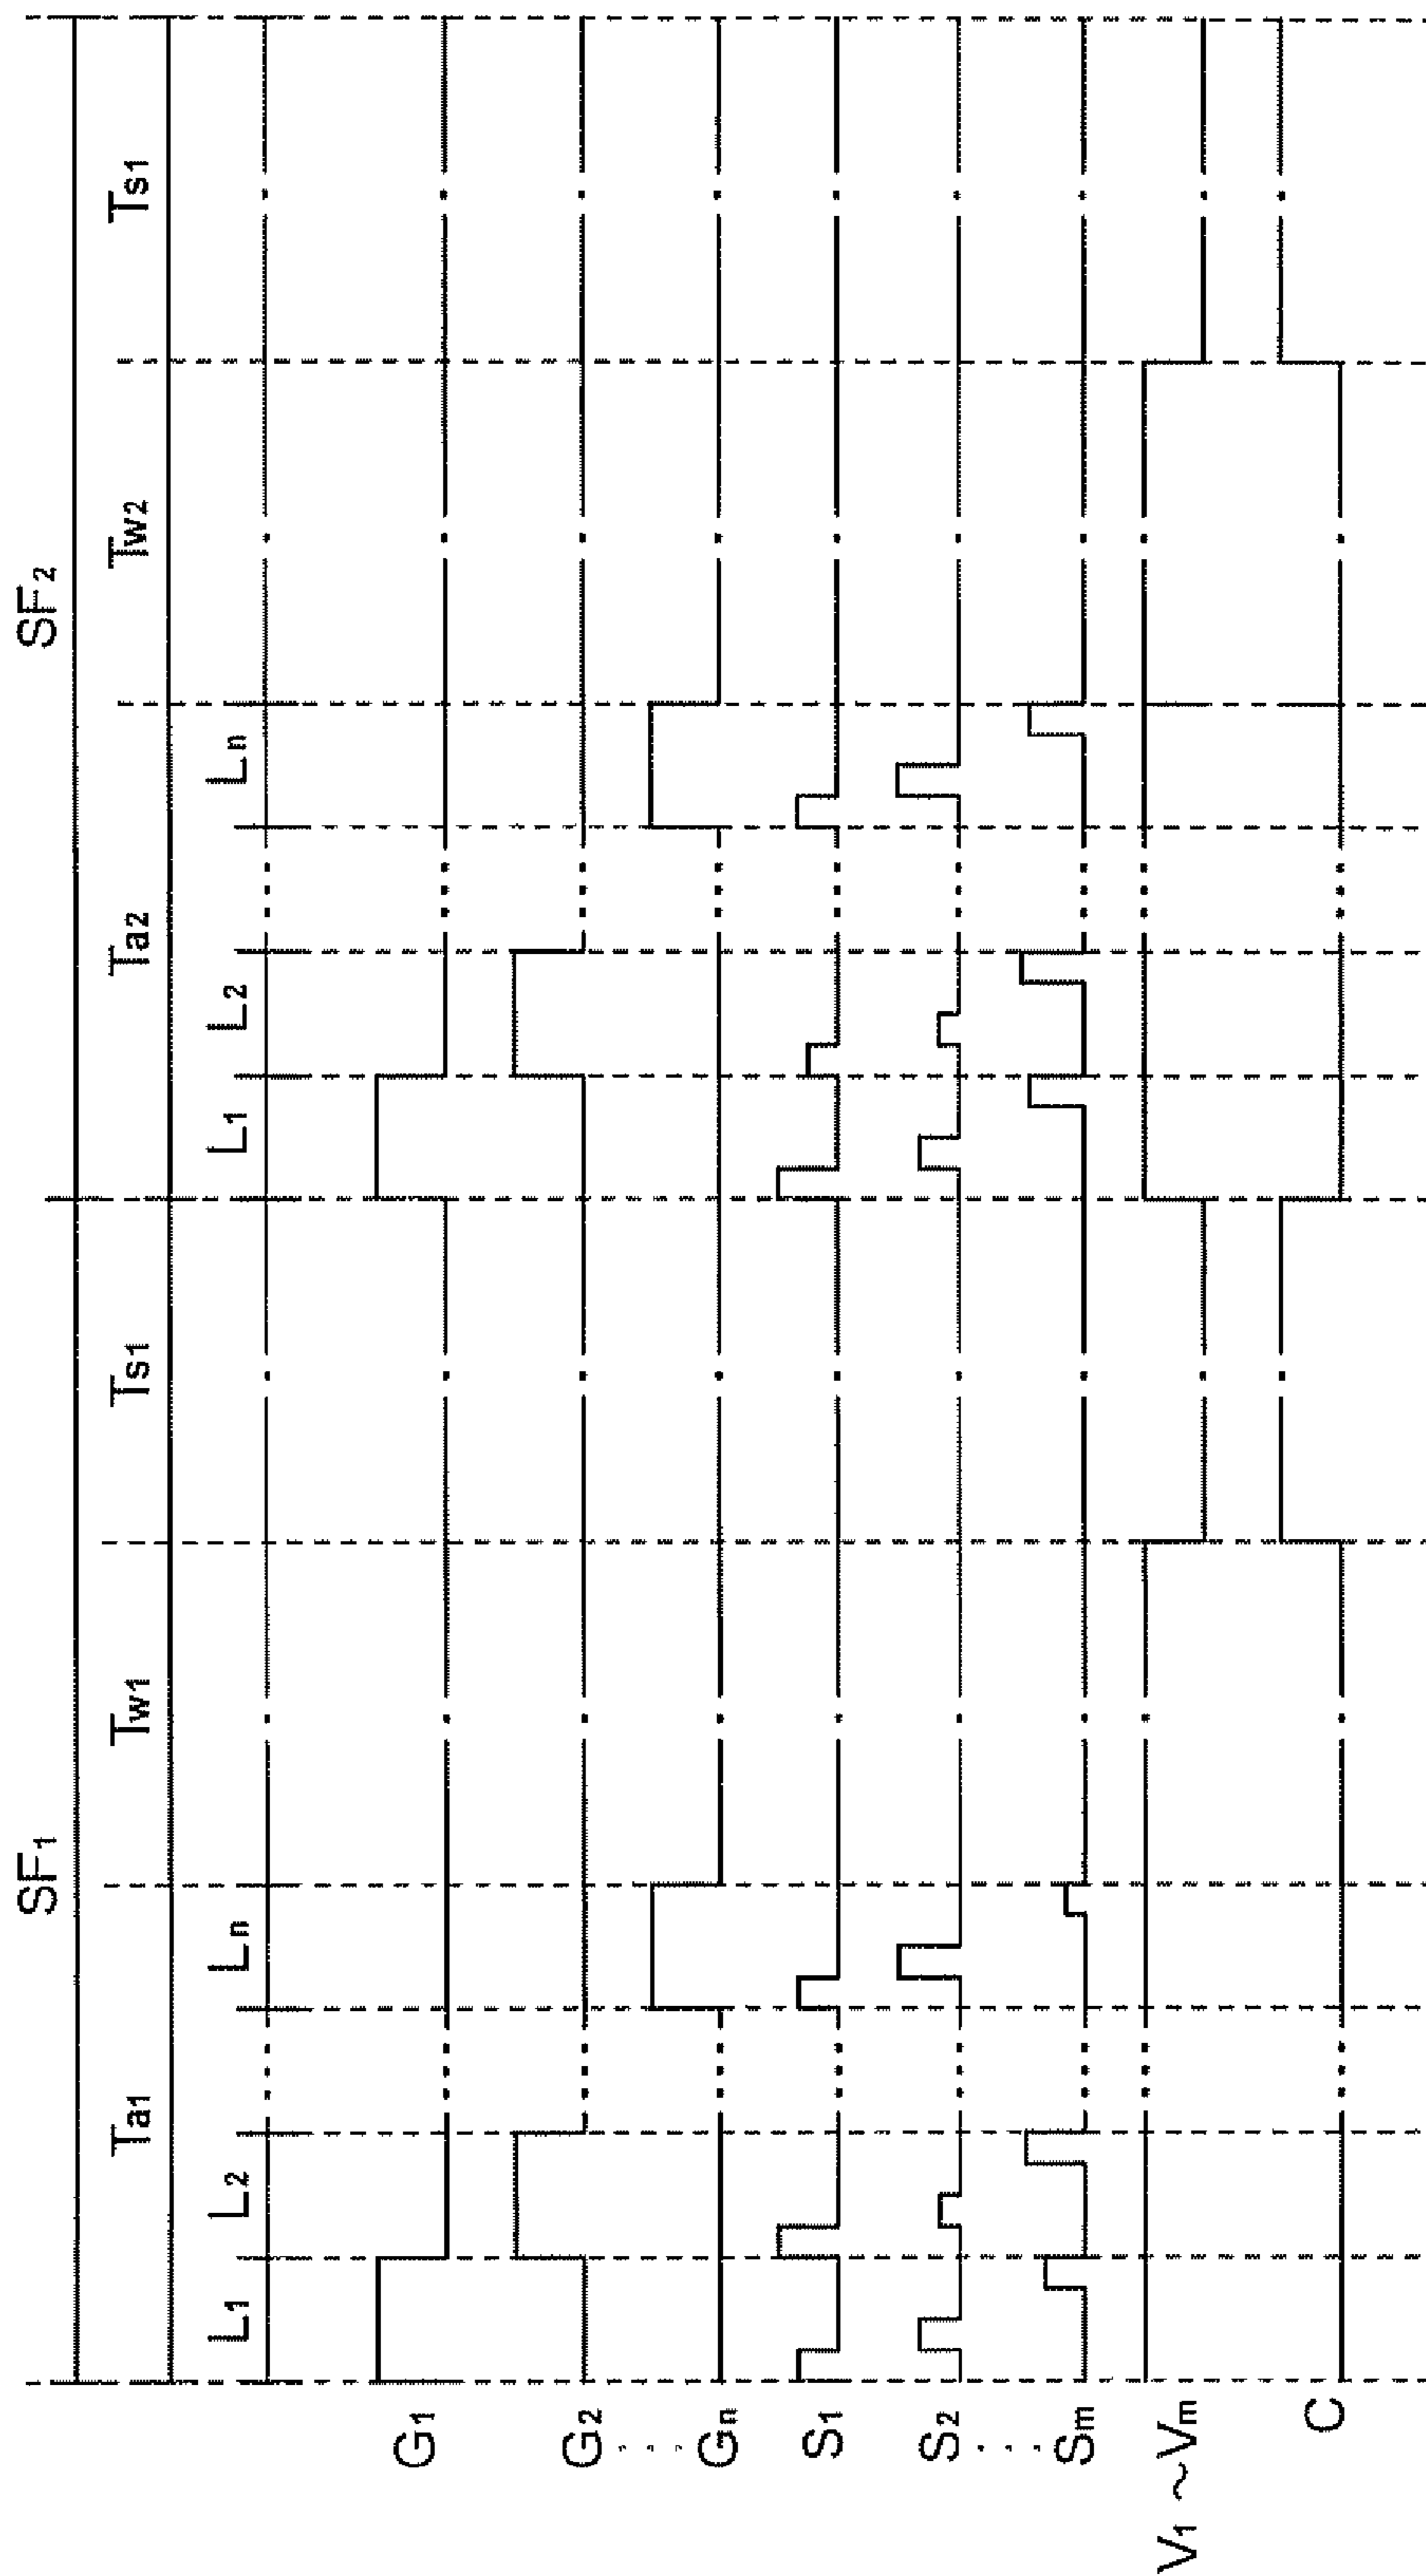 SF1 SF2
Ta1 Tw1 Ts1 Ta2 Tw2 Ts1
L1 L2 Ln L1 L2 Ln
G1
G2
Gn
S1
S2
Sm
V1 ~Vm
C